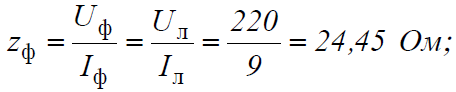 z_ф = U_ф / I_ф = U_л / I_л = 220 / 9 = 24,45 Ом;